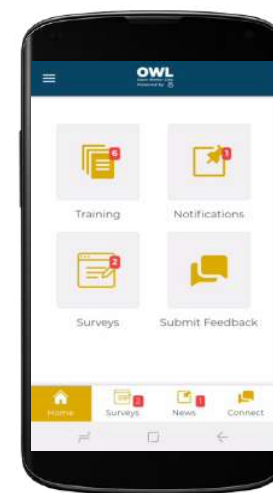 OWL
6
1
Training
Notifications
2
Surveys
Submit Feedback
2
1
Home
Surveys
News
Connect